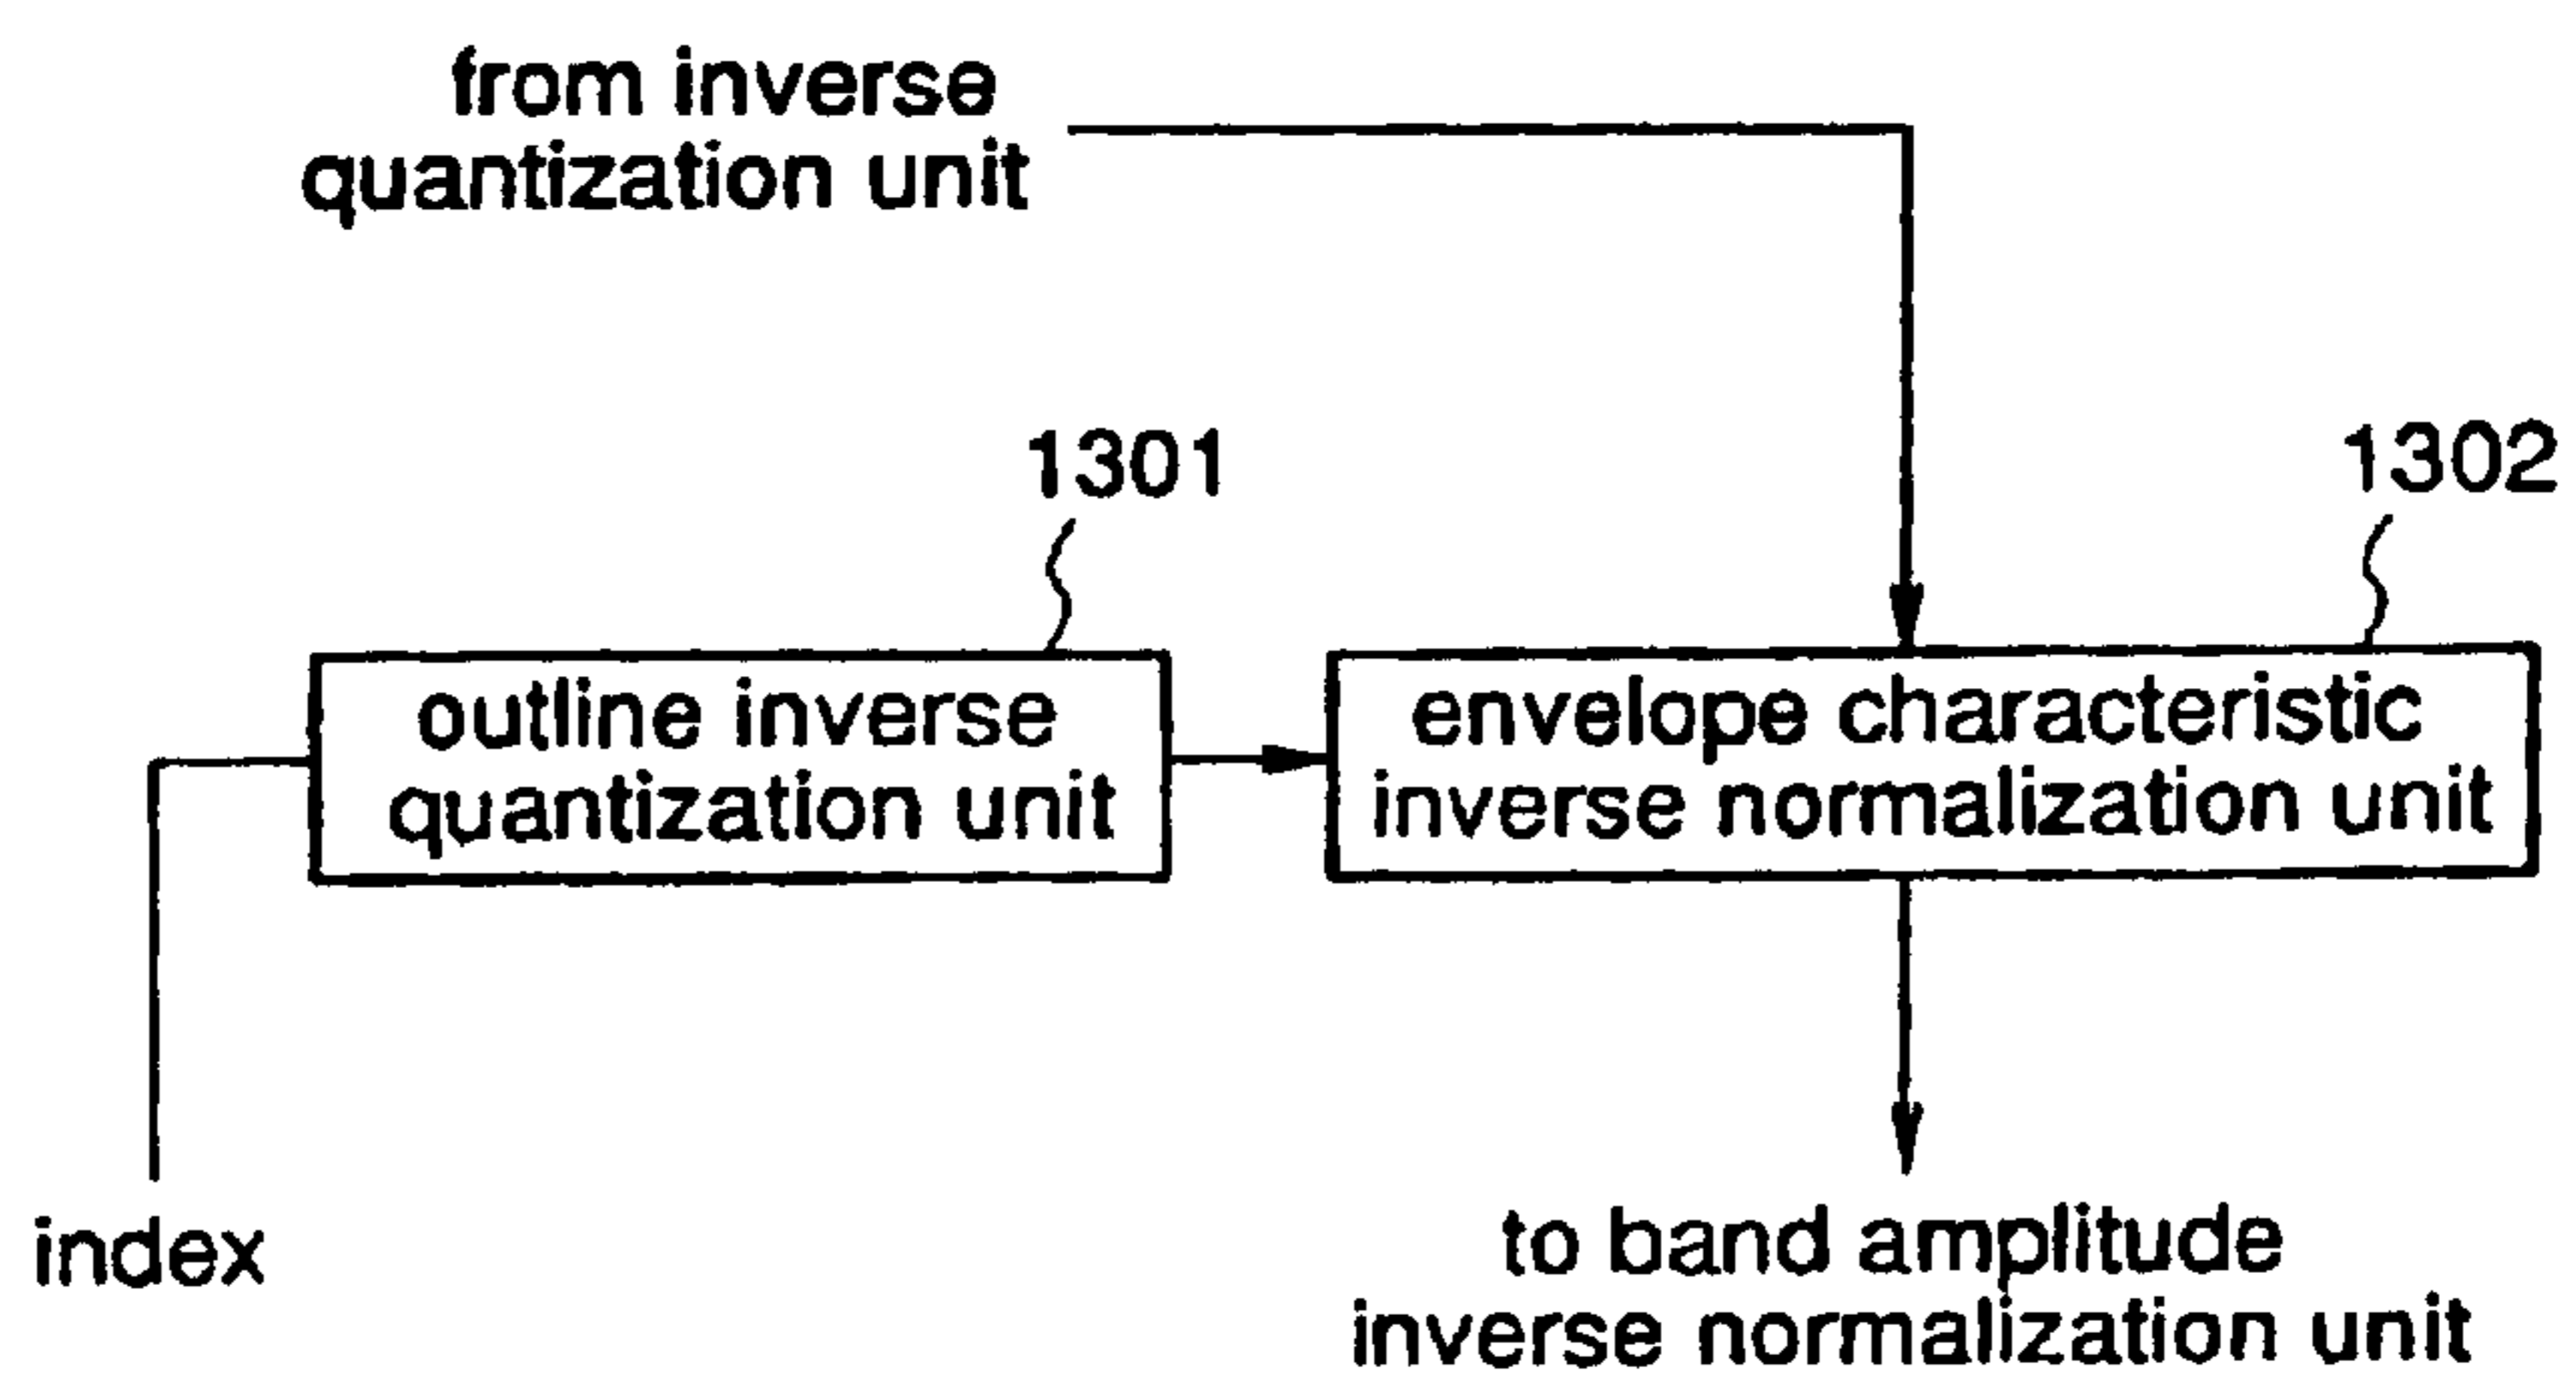 from inverse
quantization unit
1301
1302
outline inverse
quantization unit
envelope characteristic
inverse normalization unit
index
to band amplitude
inverse normalization unit